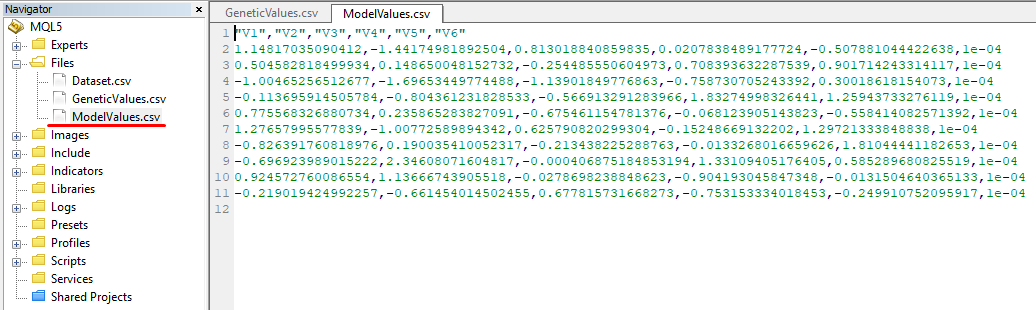 Navigator
MQL5
Experts
Files
Dataset.csv
GeneticValues.csv
ModelValues.csv
Images
Include
Indicators
Libraries
Logs
Presets
Profiles
Scripts
Services
Shared Projects
GeneticValues.csv ModelValues.csv
1 "V1","V2","V3","V4","V5","V6"
2 1.14817035090412,-1.44174981892504,0.813018840859835,0.0207838489177724,-0.507881044422638,1e-04
3 0.504582818499934,0.148650048152732,-0.254485550604973,0.708393632287539,0.901714243314117,1e-04
4 -1.00465256512677,-1.69653449774488,-1.13901849776863,-0.758730705243392,0.30018618154073,1e-04
5 -0.113695914505784,-0.804361231828533,-0.566913291283966,1.83274998326441,1.25943733276119,1e-04
6 0.775568326880734,0.235865283827091,-0.675461154781376,-0.068123905143823,-0.558414082571392,1e-04
7 1.27657995577839,-1.00772589894342,0.625790820299304,-0.15248669132202,1.29721333848838,1e-04
8 -0.826391760818976,0.190035410052317,-0.213438225288763,-0.0133268016659626,1.81044441182653,1e-04
9 -0.696923989015222,2.34608071604817,-0.000406875184853194,1.33109405176405,0.585289680825519,1e-04
10 0.924572760086554,1.13666743905518,-0.0278698238848623,-0.904193045847348,-0.0131504640365133,1e-04
11 -0.219019424992257,-0.661454014502455,0.677815731668273,-0.753153334018453,-0.249910752095917,1e-04
12